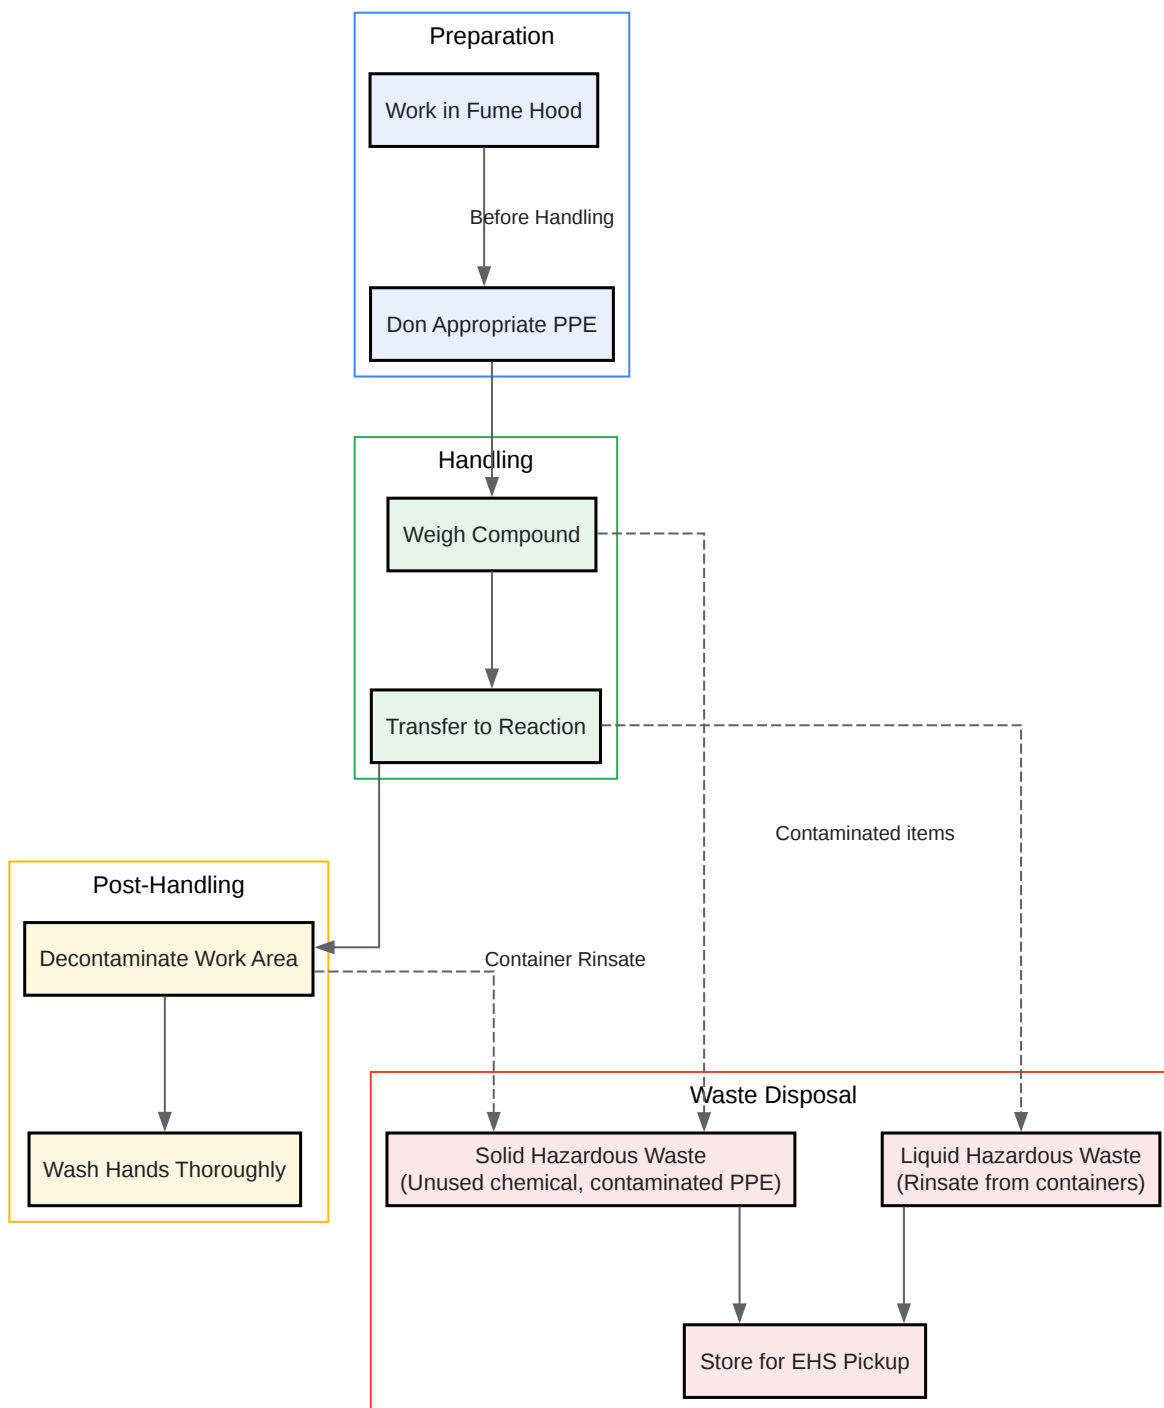 Preparation
Work in Fume Hood
Before Handling
Don Appropriate PPE
Handling
Weigh Compound
Transfer to Reaction
Contaminated items
Post-Handling
Decontaminate Work Area
Container Rinsate
Wash Hands Thoroughly
Waste Disposal
Solid Hazardous Waste
(Unused chemical, contaminated PPE)
Liquid Hazardous Waste
(Rinsate from containers)
Store for EHS Pickup